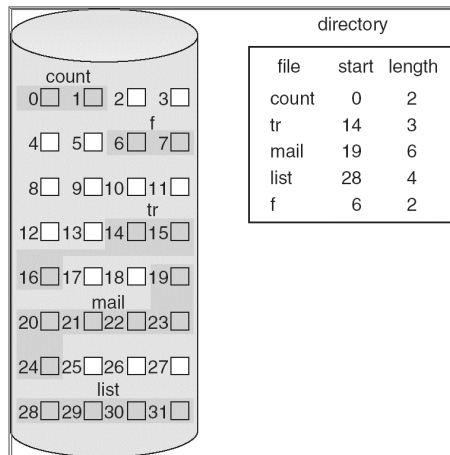 directory
file start length
count 0 2
tr 14 3
mail 19 6
list 28 4
f 6 2
count
0 1 2 3
f
4 5 6 7
8 9 10 11
tr
12 13 14 15
16 17 18 19
mail
20 21 22 23
24 25 26 27
list
28 29 30 31